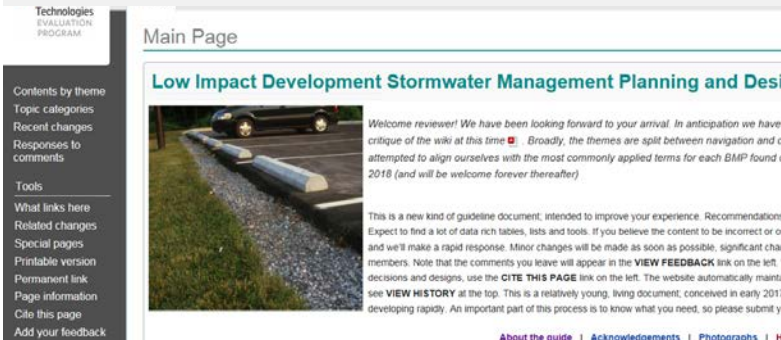 Technologies
EVALUATION
PROGRAM
Main Page
Contents by theme
Topic categories
Recent changes
Responses to
comments
Tools
What links here
Related changes
Special pages
Printable version
Permanent link
Page information
Cite this page
Add your feedback
Low Impact Development Stormwater Management Planning and Desi
Welcome reviewer! We have been looking forward to your arrival. In anticipation we have
critique of the wiki at this time . Broadly, the themes are split between navigation and c
attempted to align ourselves with the most commonly applied terms for each BMP found
2018 (and will be welcome forever thereafter)
This is a new kind of guideline document; intended to improve your experience. Recommendations
Expect to find a lot of data rich tables, lists and tools. If you believe the content to be incorrect or o
and we'll make a rapid response. Minor changes will be made as soon as possible, significant cha
members. Note that the comments you leave will appear in the VIEW FEEDBACK link on the left.
decisions and designs, use the CITE THIS PAGE link on the left. The website automatically mainta
see VIEW HISTORY at the top. This is a relatively young, living document; conceived in early 2017
developing rapidly. An important part of this process is to know what you need, so please submit y
About the guide | Acknowledgements | Photographs | H